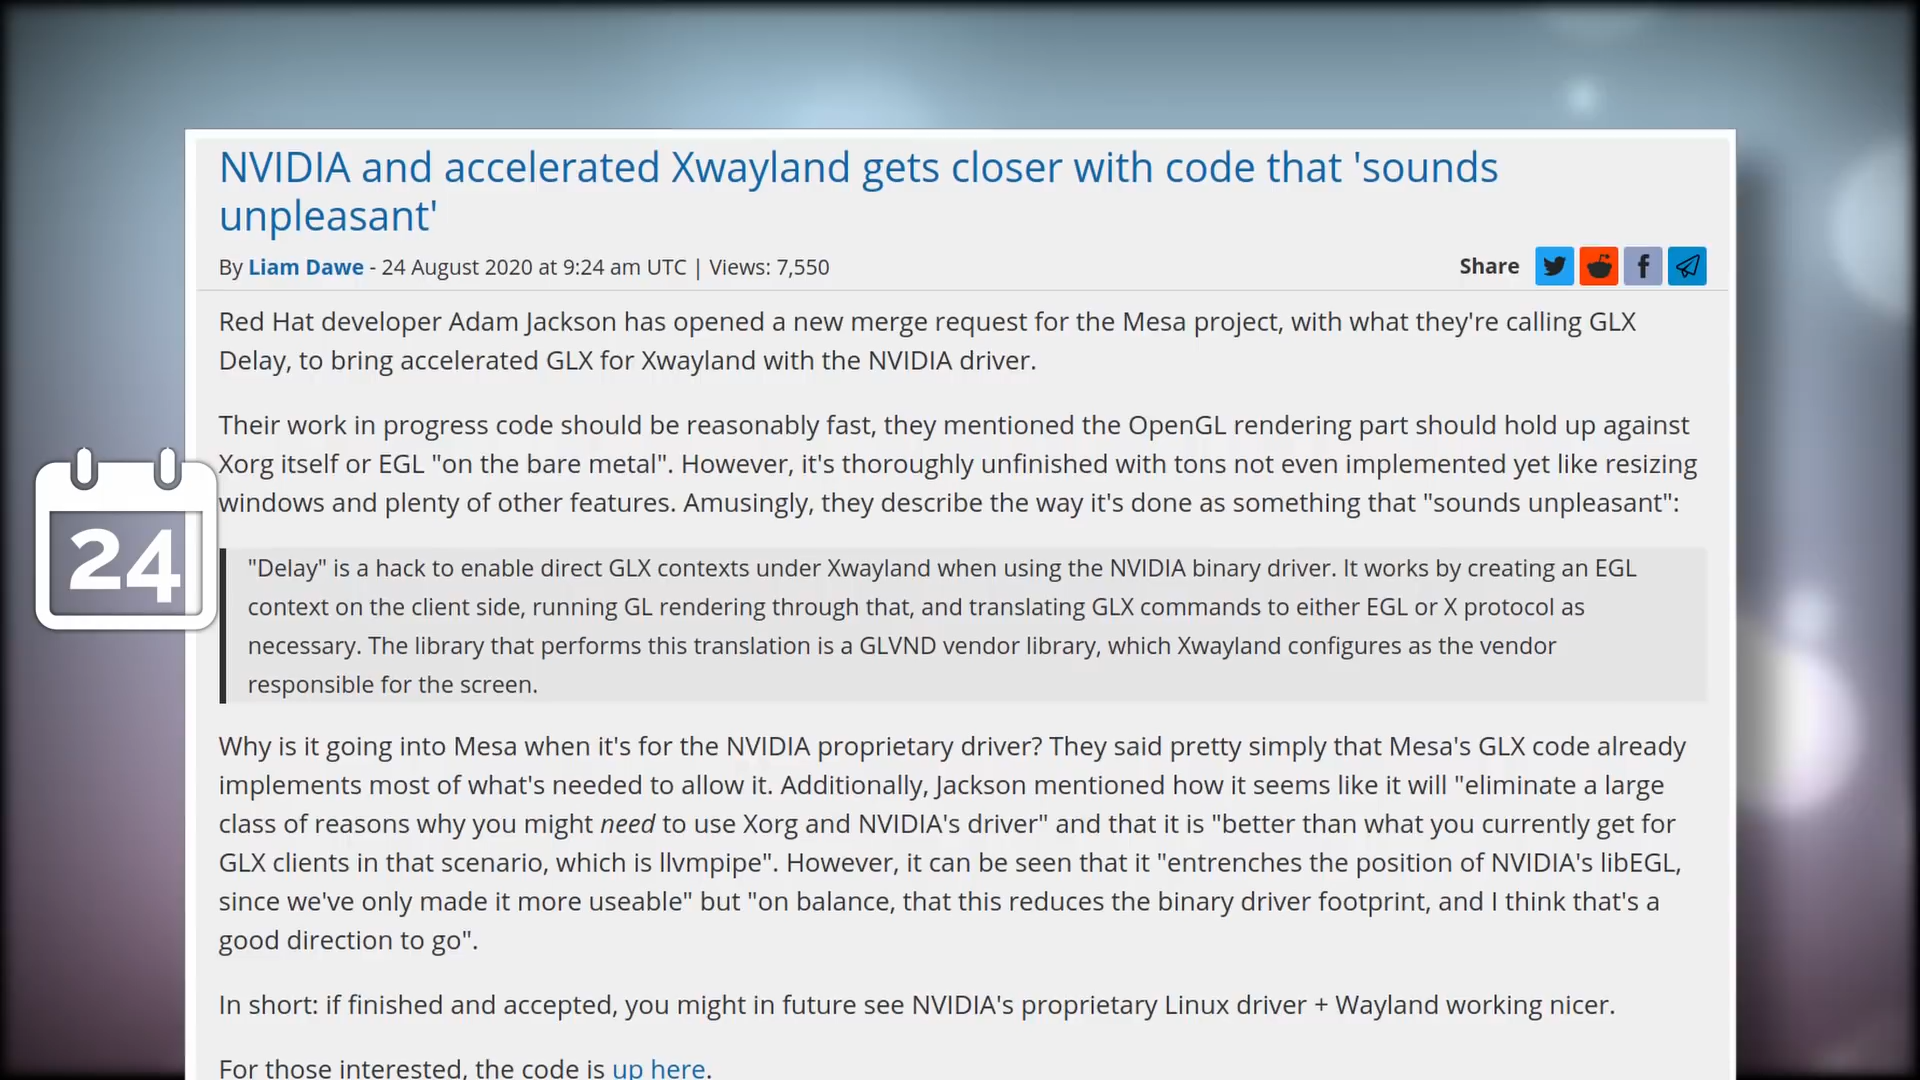 NVIDIA and accelerated Xwayland gets closer with code that 'sounds
unpleasant'
By Liam Dawe - 24 August 2020 at 9:24 am UTC | Views: 7,550
Share
Red Hat developer Adam Jackson has opened a new merge request for the Mesa project, with what they're calling GLX
Delay, to bring accelerated GLX for Xwayland with the NVIDIA driver.
Their work in progress code should be reasonably fast, they mentioned the OpenGL rendering part should hold up against
Xorg itself or EGL "on the bare metal". However, it's thoroughly unfinished with tons not even implemented yet like resizing
windows and plenty of other features. Amusingly, they describe the way it's done as something that "sounds unpleasant":
24
"Delay" is a hack to enable direct GLX contexts under Xwayland when using the NVIDIA binary driver. It works by creating an EGL
context on the client side, running GL rendering through that, and translating GLX commands to either EGL or X protocol as
necessary. The library that performs this translation is a GLVND vendor library, which Xwayland configures as the vendor
responsible for the screen.
Why is it going into Mesa when it's for the NVIDIA proprietary driver? They said pretty simply that Mesa's GLX code already
implements most of what's needed to allow it. Additionally, Jackson mentioned how it seems like it will "eliminate a large
class of reasons why you might need to use Xorg and NVIDIA's driver" and that it is "better than what you currently get for
GLX clients in that scenario, which is llvmpipe". However, it can be seen that it "entrenches the position of NVIDIA's libEGL,
since we've only made it more useable" but "on balance, that this reduces the binary driver footprint, and I think that's a
good direction to go".
In short: if finished and accepted, you might in future see NVIDIA's proprietary Linux driver + Wayland working nicer.
For those interested, the code is up here.